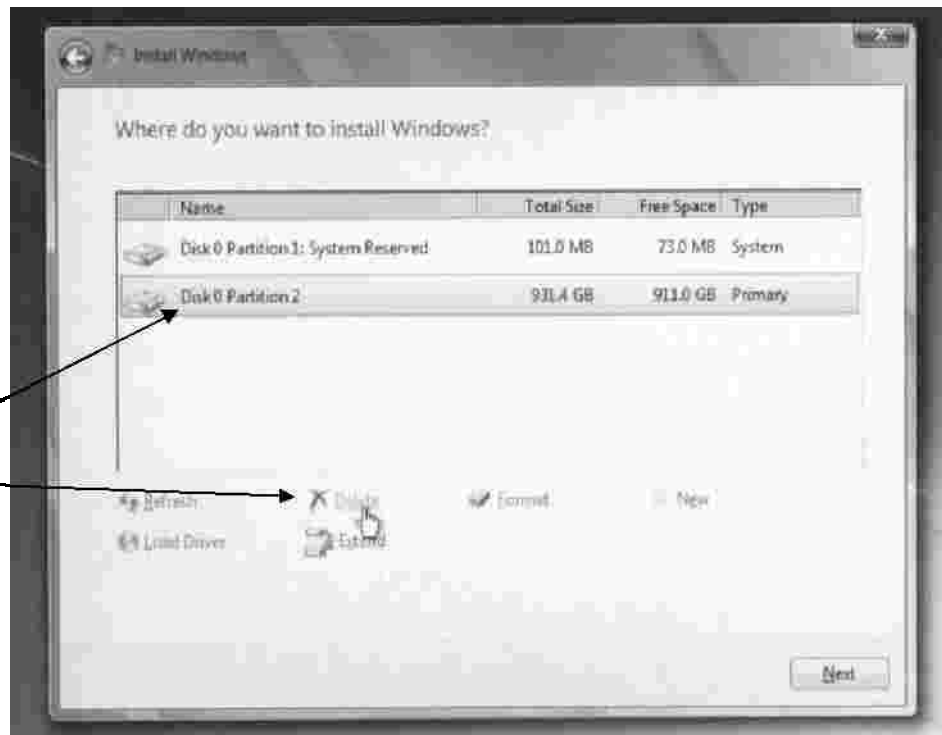 Install Windows
Where do you want to install Windows?
Name Total Size Free Space Type
Disk 0 Partition 1: System Reserved 101.0 MB 73.0 MB System
Disk 0 Partition 2 931.4 GB 911.0 GB Primary
Refresh Delete Format New
Load Driver Extend
Next